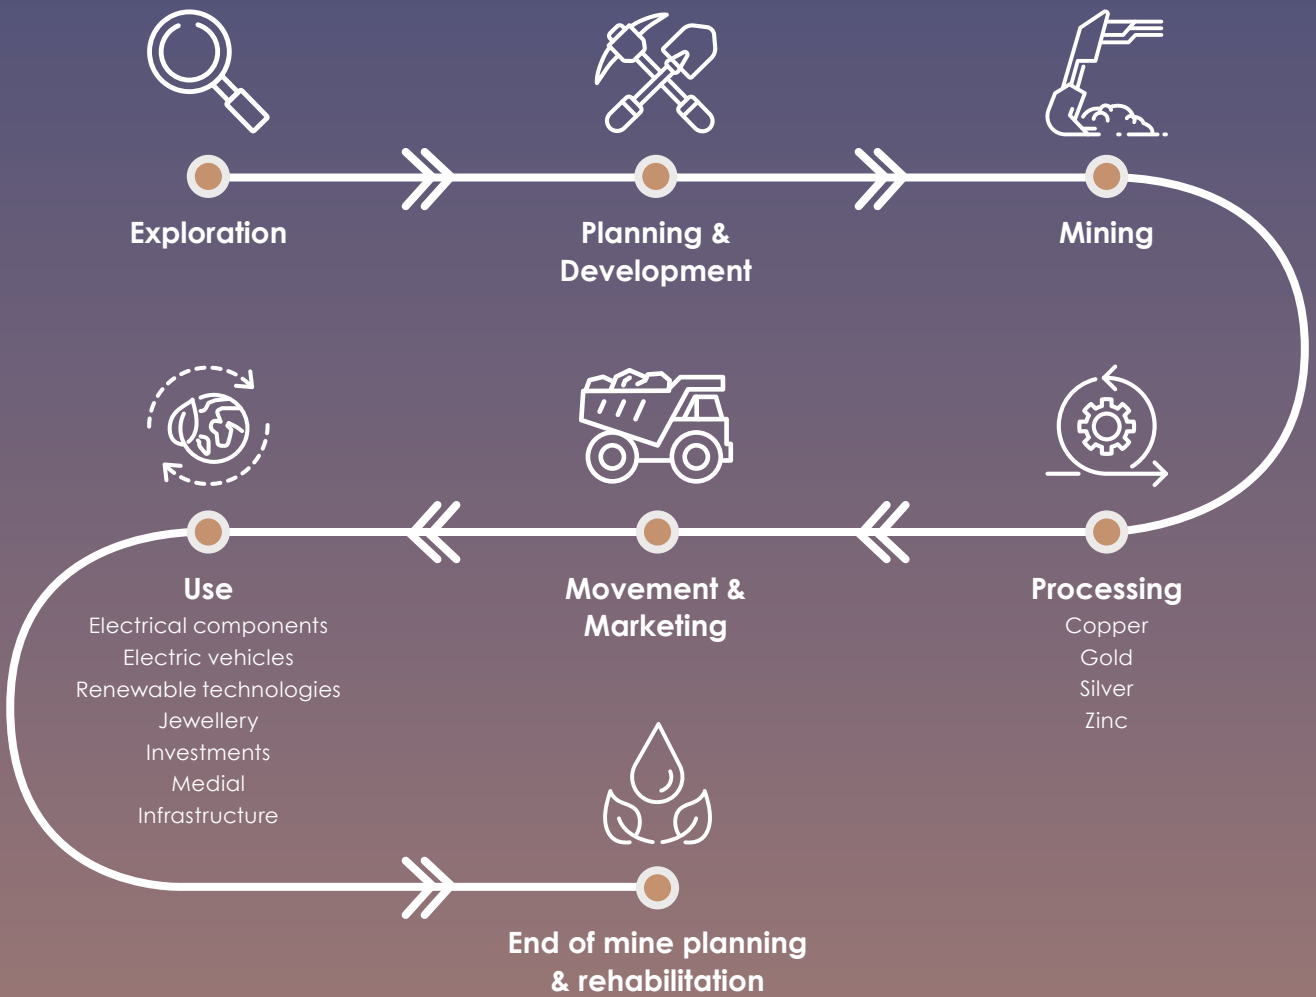 Exploration
Planning &
Development
Mining
Use
Electrical components
Electric vehicles
Renewable technologies
Jewellery
Investments
Medial
Infrastructure
Movement &
Marketing
Processing
Copper
Gold
Silver
Zinc
End of mine planning
& rehabilitation